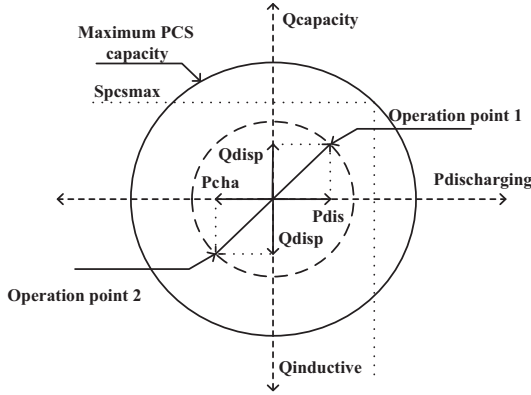 Qcapacity
Maximum PCS
capacity
Spcsmax
Operation point 1
Qdisp
Pcha
Pdischarging
Pdis
Qdisp
Operation point 2
Qinductive